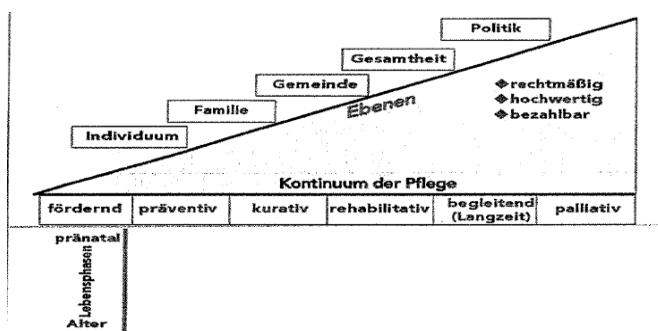 Politik
Gesamtheit
Gemeinde
Familie
Individuum
Ebenen
❖rechtmäßig
❖hochwertig
❖bezahlbar
Kontinuum der Pflege
fördernd präventiv kurativ rehabilitativ begleitend (Langzeit) palliativ
pränatal
Lebensphasen
Alter